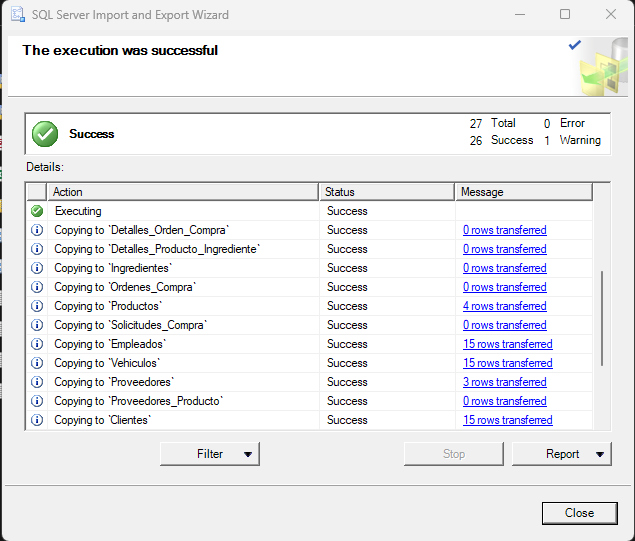 SQL Server Import and Export Wizard
The execution was successful
Success
27 Total 0 Error
26 Success 1 Warning
Details:
Action Status Message
Executing Success
Copying to `Detalles_Orden_Compra` Success 0 rows transferred
Copying to `Detalles_Producto_Ingrediente` Success 0 rows transferred
Copying to `Ingredientes` Success 0 rows transferred
Copying to `Ordenes_Compra` Success 0 rows transferred
Copying to `Productos` Success 4 rows transferred
Copying to `Solicitudes_Compra` Success 0 rows transferred
Copying to `Empleados` Success 15 rows transferred
Copying to `Vehiculos` Success 15 rows transferred
Copying to `Proveedores` Success 3 rows transferred
Copying to `Proveedores_Producto` Success 0 rows transferred
Copying to `Clientes` Success 15 rows transferred
Filter Stop Report
Close